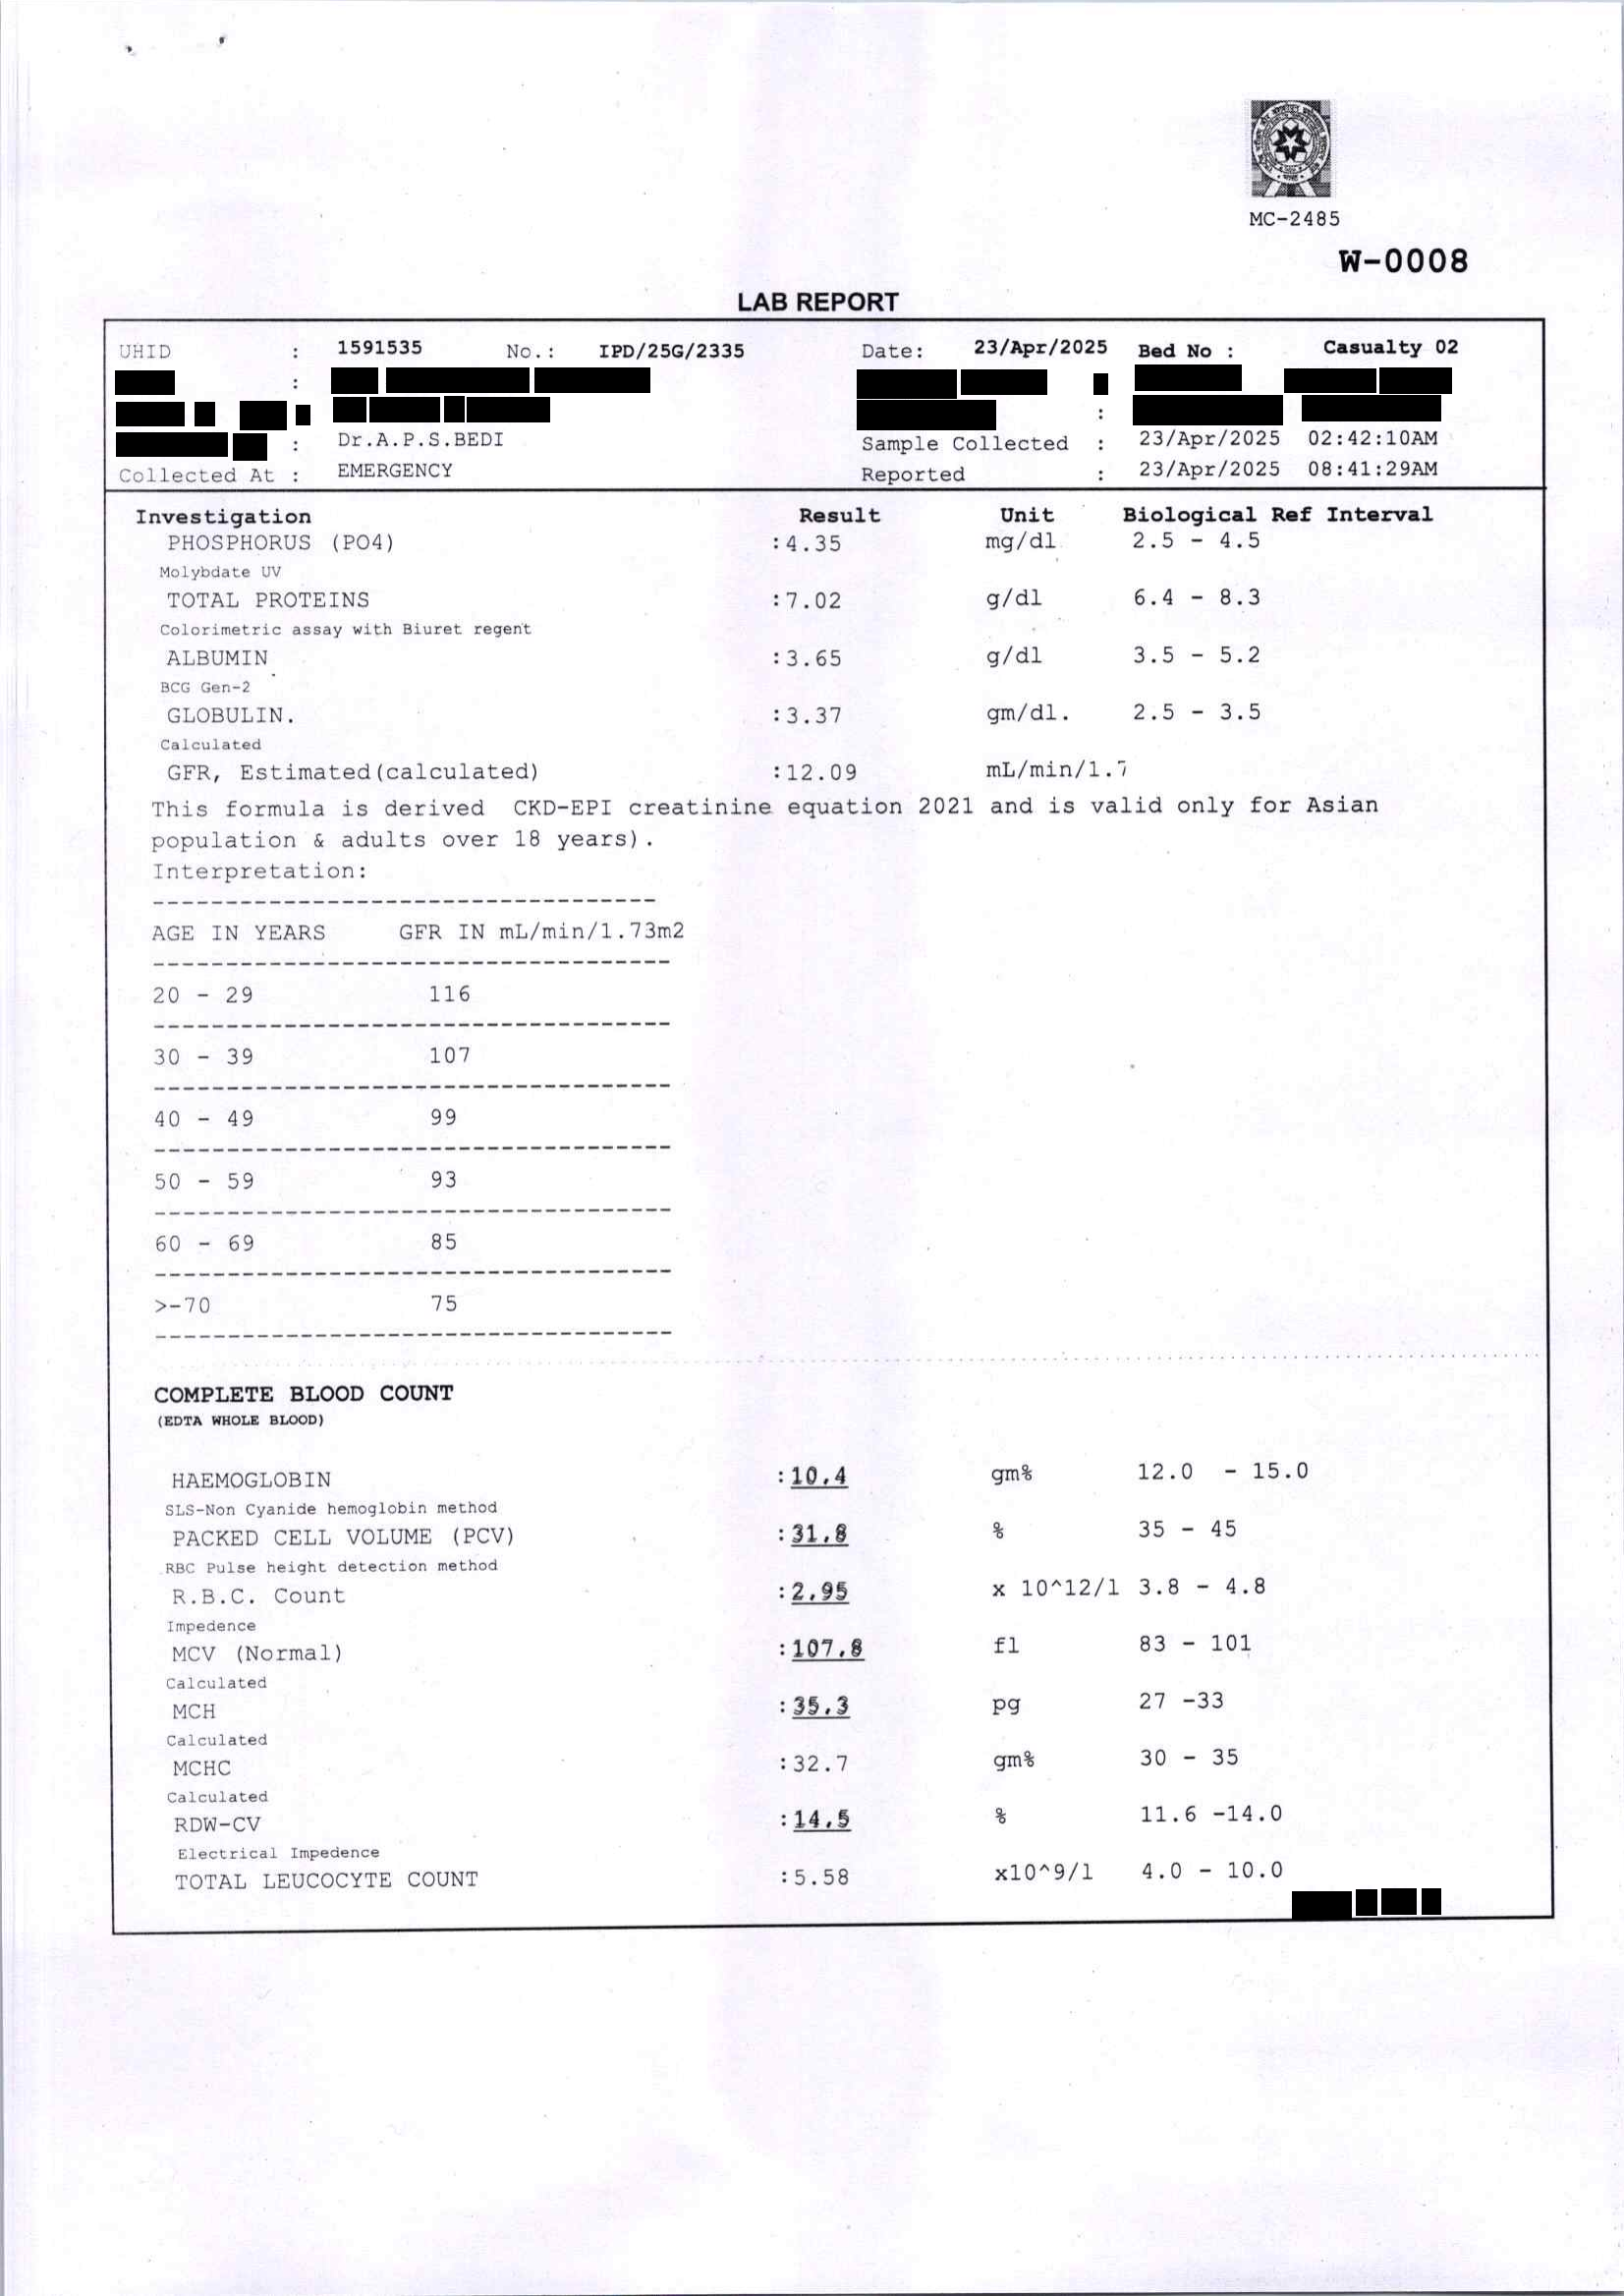 MC-2485
W-0008
LAB REPORT
UHID : 1591535 No.: IPD/25G/2335 Date: 23/Apr/2025 Bed No : Casualty 02
:
:
: Dr.A.P.S.BEDI Sample Collected : 23/Apr/2025 02:42:10AM
Collected At : EMERGENCY Reported : 23/Apr/2025 08:41:29AM
Investigation Result Unit Biological Ref Interval
PHOSPHORUS (PO4) :4.35 mg/dl 2.5 - 4.5
Molybdate UV
TOTAL PROTEINS :7.02 g/dl 6.4 - 8.3
Colorimetric assay with Biuret regent
ALBUMIN :3.65 g/dl 3.5 - 5.2
BCG Gen-2
GLOBULIN. :3.37 gm/dl. 2.5 - 3.5
Calculated
GFR, Estimated(calculated) :12.09 mL/min/1.7
This formula is derived CKD-EPI creatinine equation 2021 and is valid only for Asian
population & adults over 18 years).
Interpretation:
-----------------------------------
AGE IN YEARS GFR IN mL/min/1.73m2
------------------------------------
20 - 29 116
------------------------------------
30 - 39 107
------------------------------------
40 - 49 99
------------------------------------
50 - 59 93
------------------------------------
60 - 69 85
------------------------------------
>-70 75
------------------------------------
COMPLETE BLOOD COUNT
(EDTA WHOLE BLOOD)
HAEMOGLOBIN :10.4 gm% 12.0 - 15.0
SLS-Non Cyanide hemoglobin method
PACKED CELL VOLUME (PCV) :31.8 % 35 - 45
RBC Pulse height detection method
R.B.C. Count :2.95 x 10^12/l 3.8 - 4.8
Impedence
MCV (Normal) :107.8 fl 83 - 101
Calculated
MCH :35.3 pg 27 -33
Calculated
MCHC :32.7 gm% 30 - 35
Calculated
RDW-CV :14.5 % 11.6 -14.0
Electrical Impedence
TOTAL LEUCOCYTE COUNT :5.58 x10^9/l 4.0 - 10.0